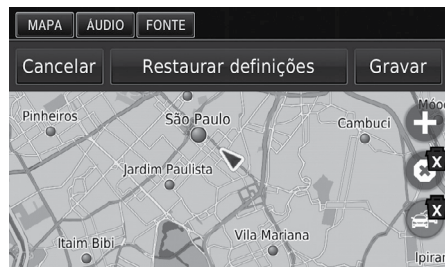 MAPA ÁUDIO FONTE
Cancelar Restaurar definições Gravar
Pinheiros São Paulo Cambuci
Jardim Paulista
Itaim Bibi Vila Mariana
X
X